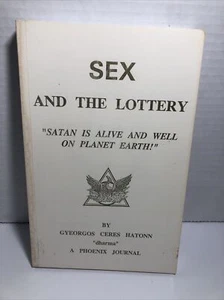 SEX
AND THE LOTTERY
"SATAN IS ALIVE AND WELL
ON PLANET EARTH!"
BY
GYEORGOS CERES HATONN
"dharma"
A PHOENIX JOURNAL